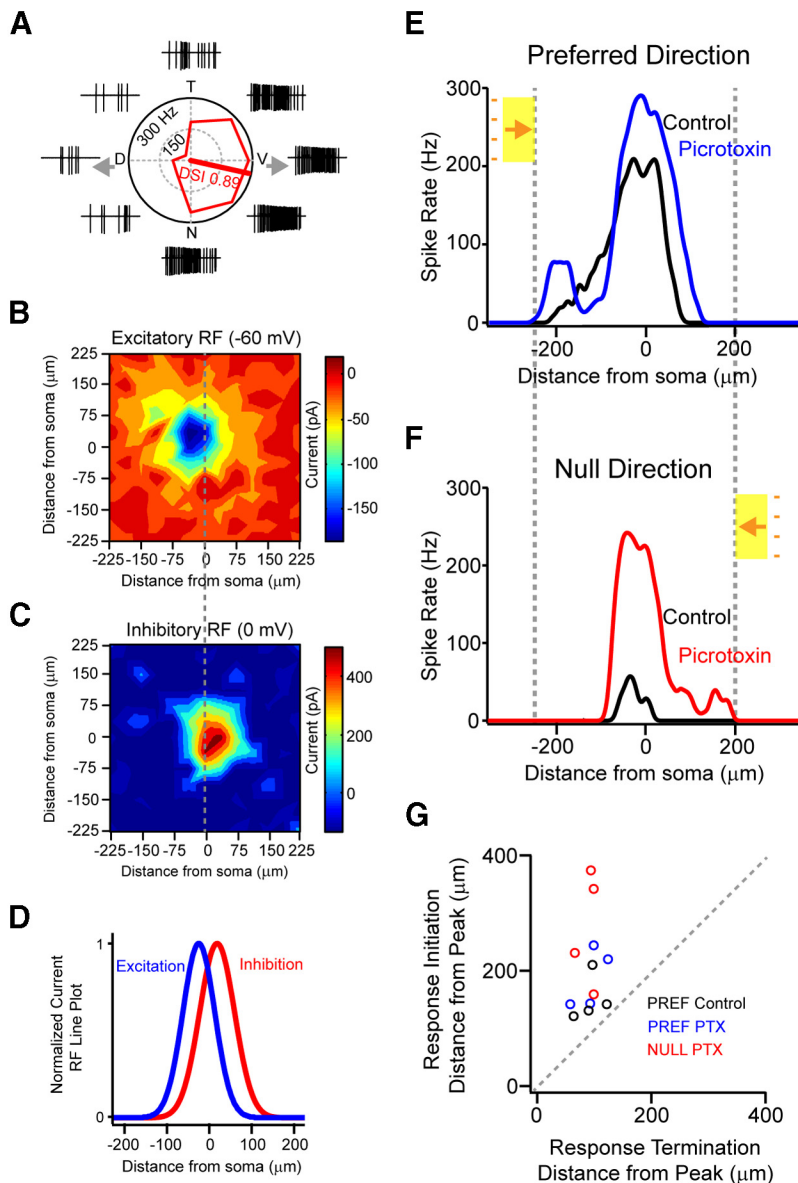 A
T
300 Hz
150
D
V
DSI 0.89
N
B
Excitatory RF (-60 mV)
Distance from soma (μm)
225
150
75
0
-75
-150
-225
-225 -150 -75 0 75 150 225
Distance from soma (μm)
0
-50
-100
-150
Current (pA)
C
Inhibitory RF (0 mV)
Distance from soma (μm)
225
150
75
0
-75
-150
-225
-225 -150 -75 0 75 150 225
Distance from soma (μm)
400
200
0
Current (pA)
D
Normalized Current
RF Line Plot
1
0
Excitation
Inhibition
-200 -100 0 100 200
Distance from soma (μm)
E
Preferred Direction
Spike Rate (Hz)
300
200
100
0
Control
Picrotoxin
-200 0 200
Distance from soma (μm)
F
Null Direction
Spike Rate (Hz)
300
200
100
0
Control
Picrotoxin
-200 0 200
Distance from soma (μm)
G
Response Initiation
Distance from Peak (μm)
400
200
0
PREF Control
PREF PTX
NULL PTX
0 200 400
Response Termination
Distance from Peak (μm)